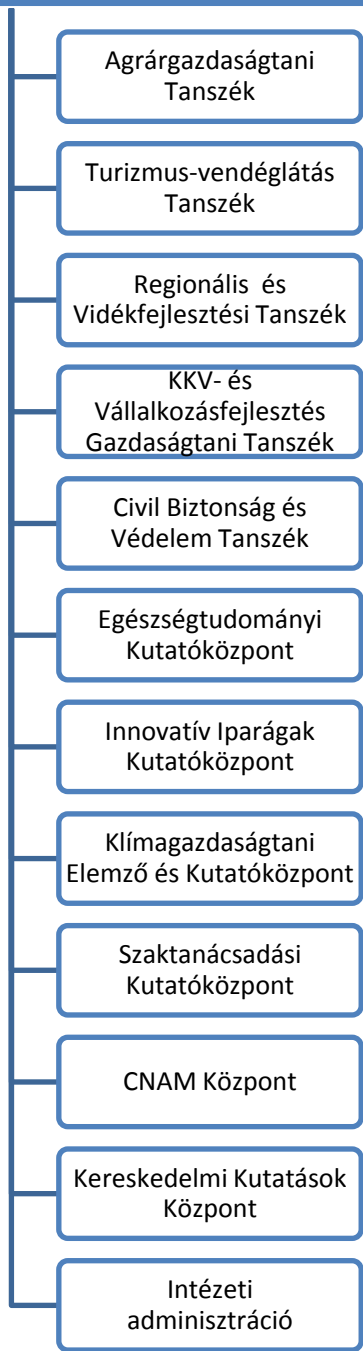 Agrárgazdaságtani
Tanszék
Turizmus-vendéglátás
Tanszék
Regionális és
Vidékfejlesztési Tanszék
KKV- és
Vállalkozásfejlesztés
Gazdaságtani Tanszék
Civil Biztonság és
Védelem Tanszék
Egészségtudományi
Kutatóközpont
Innovatív Iparágak
Kutatóközpont
Klímagazdaságtani
Elemző és Kutatóközpont
Szaktanácsadási
Kutatóközpont
CNAM Központ
Kereskedelmi Kutatások
Központ
Intézeti
adminisztráció